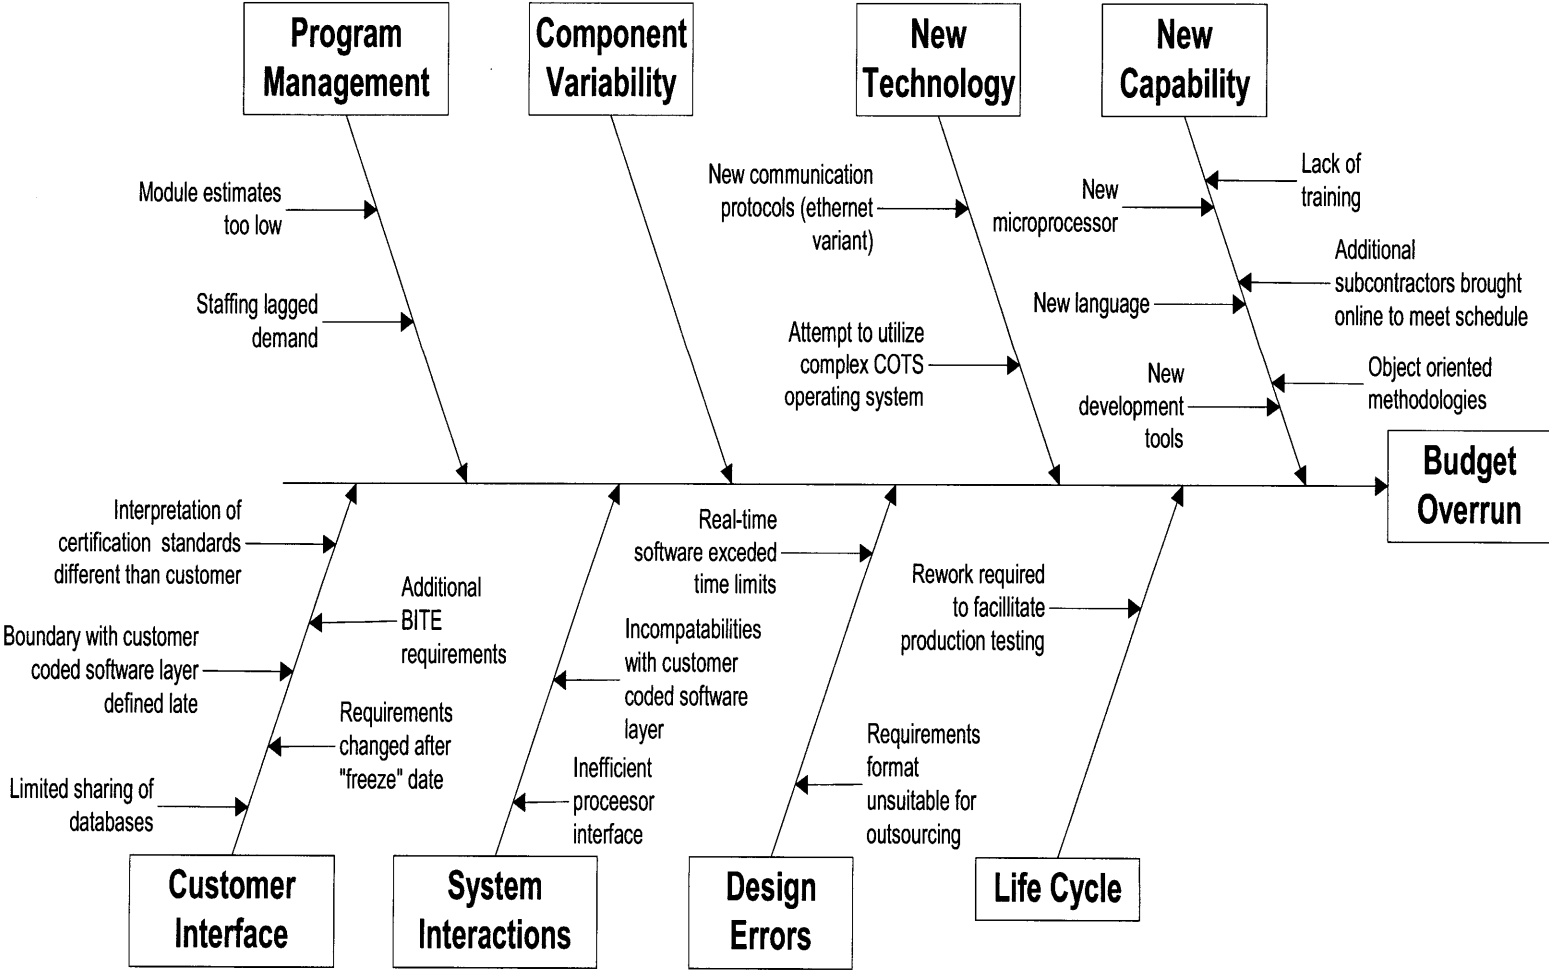 Program
Management
Component
Variability
New
Technology
New
Capability
Module estimates
too low
Staffing lagged
demand
New communication
protocols (ethernet
variant)
Attempt to utilize
complex COTS
operating system
New
microprocessor
New language
New
development
tools
Lack of
training
Additional
subcontractors brought
online to meet schedule
Object oriented
methodologies
Budget
Overrun
Interpretation of
certification standards
different than customer
Boundary with customer
coded software layer
defined late
Limited sharing of
databases
Additional
BITE
requirements
Requirements
changed after
"freeze" date
Incompatabilities
with customer
coded software
layer
Inefficient
proceesor
interface
Real-time
software exceded
time limits
Requirements
format
unsuitable for
outsourcing
Rework required
to facillitate
production testing
Customer
Interface
System
Interactions
Design
Errors
Life Cycle